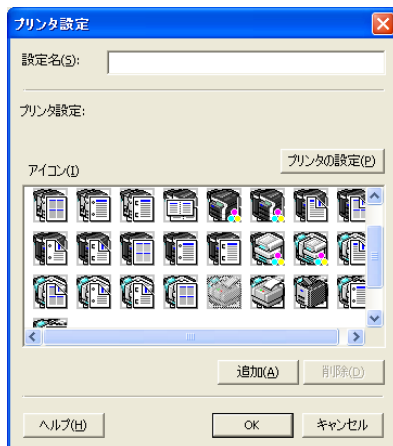 プリンタ設定
設定名(S):
プリンタ設定:
プリンタの設定(P)
アイコン(I)
追加(A)
削除(D)
ヘルプ(H)
OK
キャンセル